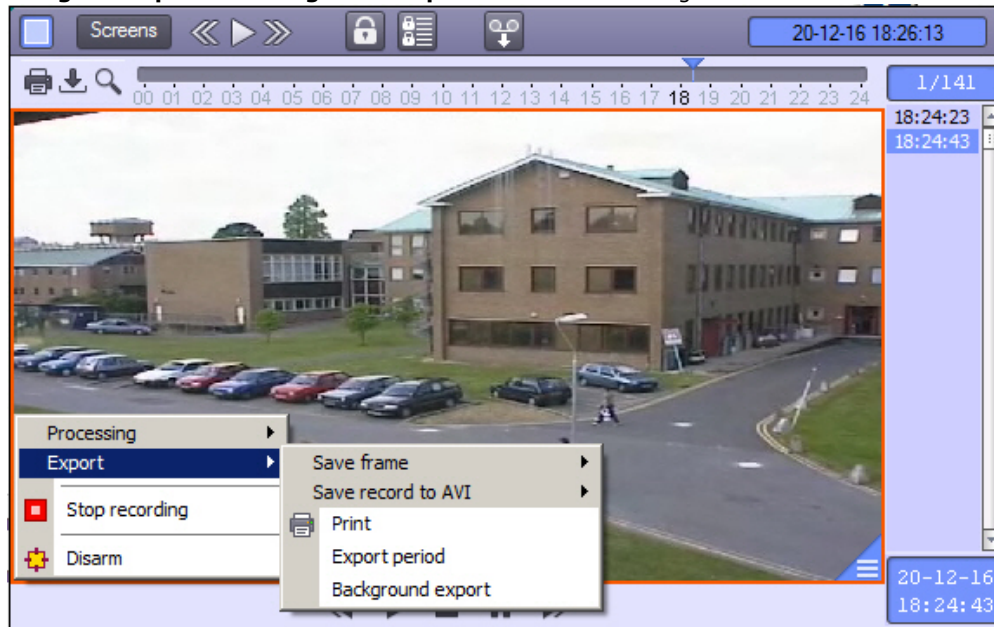 Screens
20-12-16 18:26:13
00 01 02 03 04 05 06 07 08 09 10 11 12 13 14 15 16 17 18 19 20 21 22 23 24
1/141
18:24:23
18:24:43
Processing
Export
Stop recording
Disarm
Save frame
Save record to AVI
Print
Export period
Background export
20-12-16
18:24:43